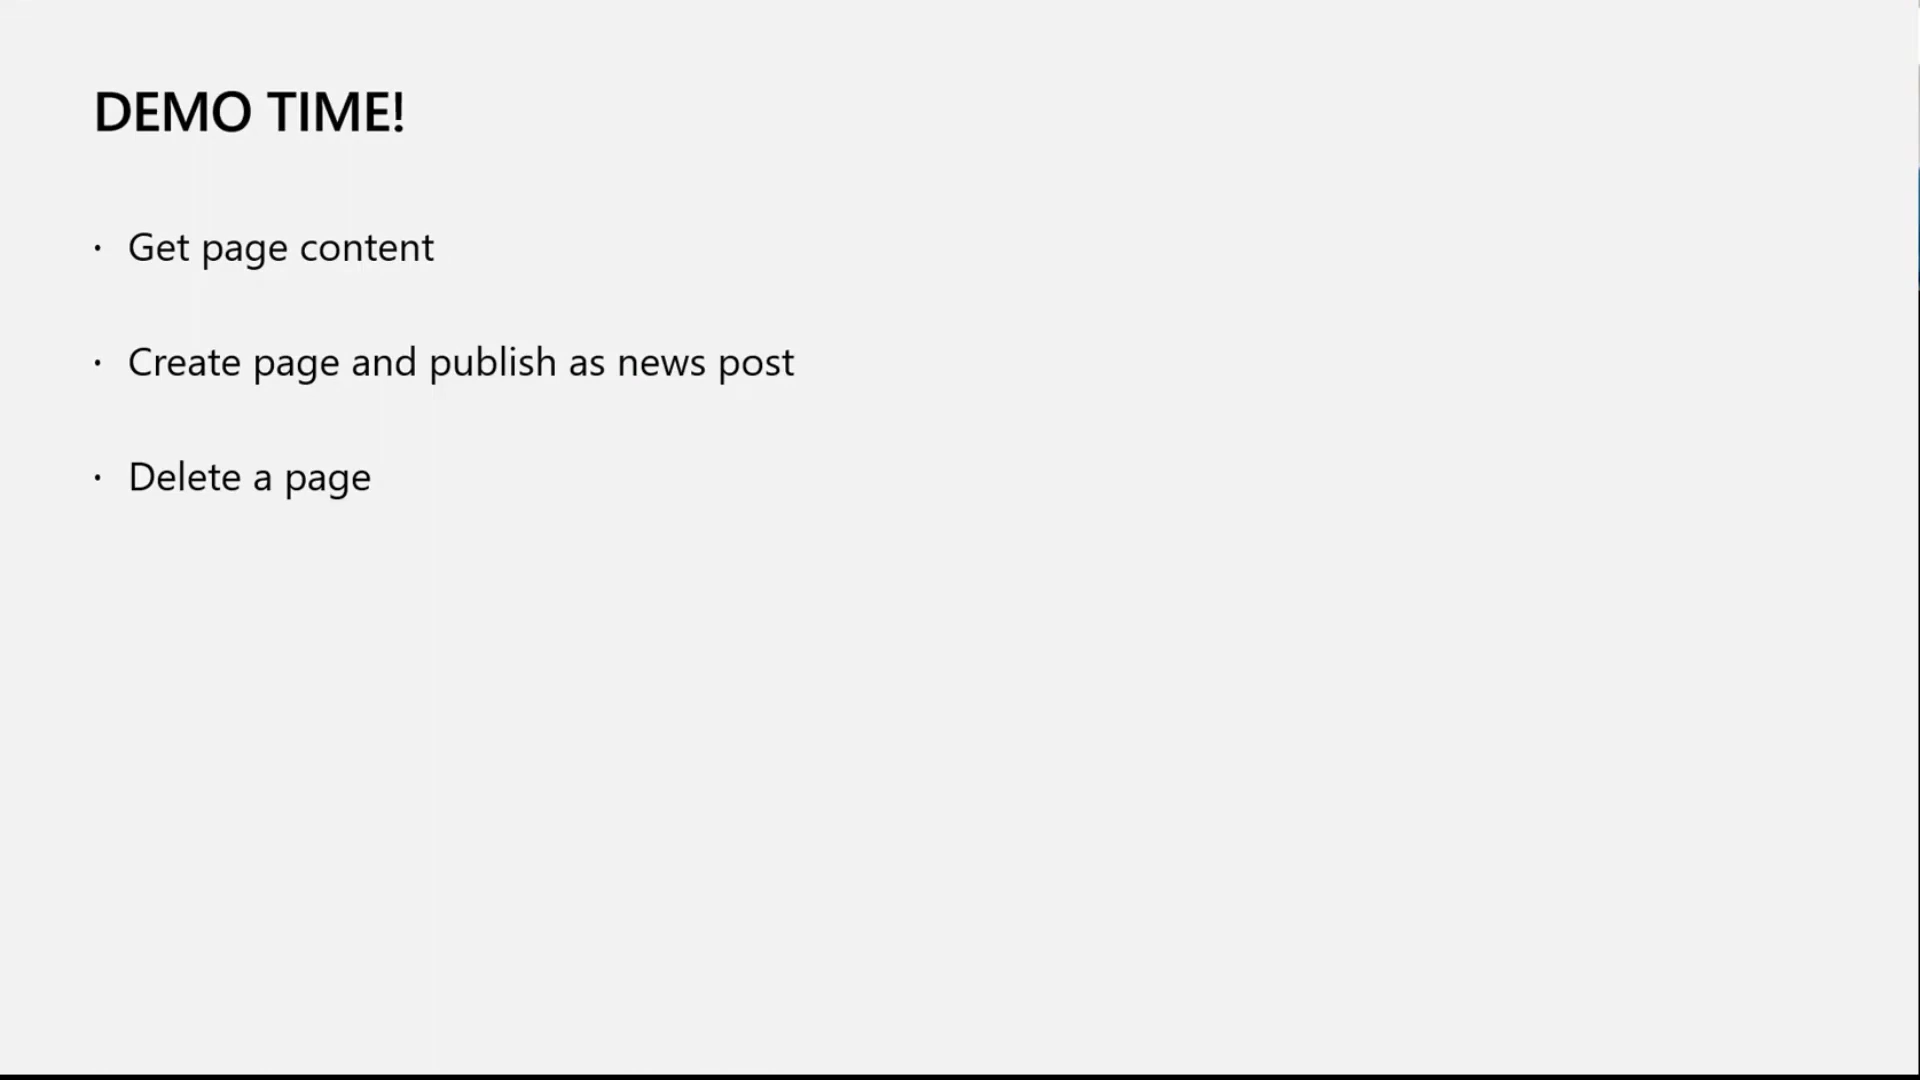 DEMO TIME!
· Get page content
· Create page and publish as news post
· Delete a page